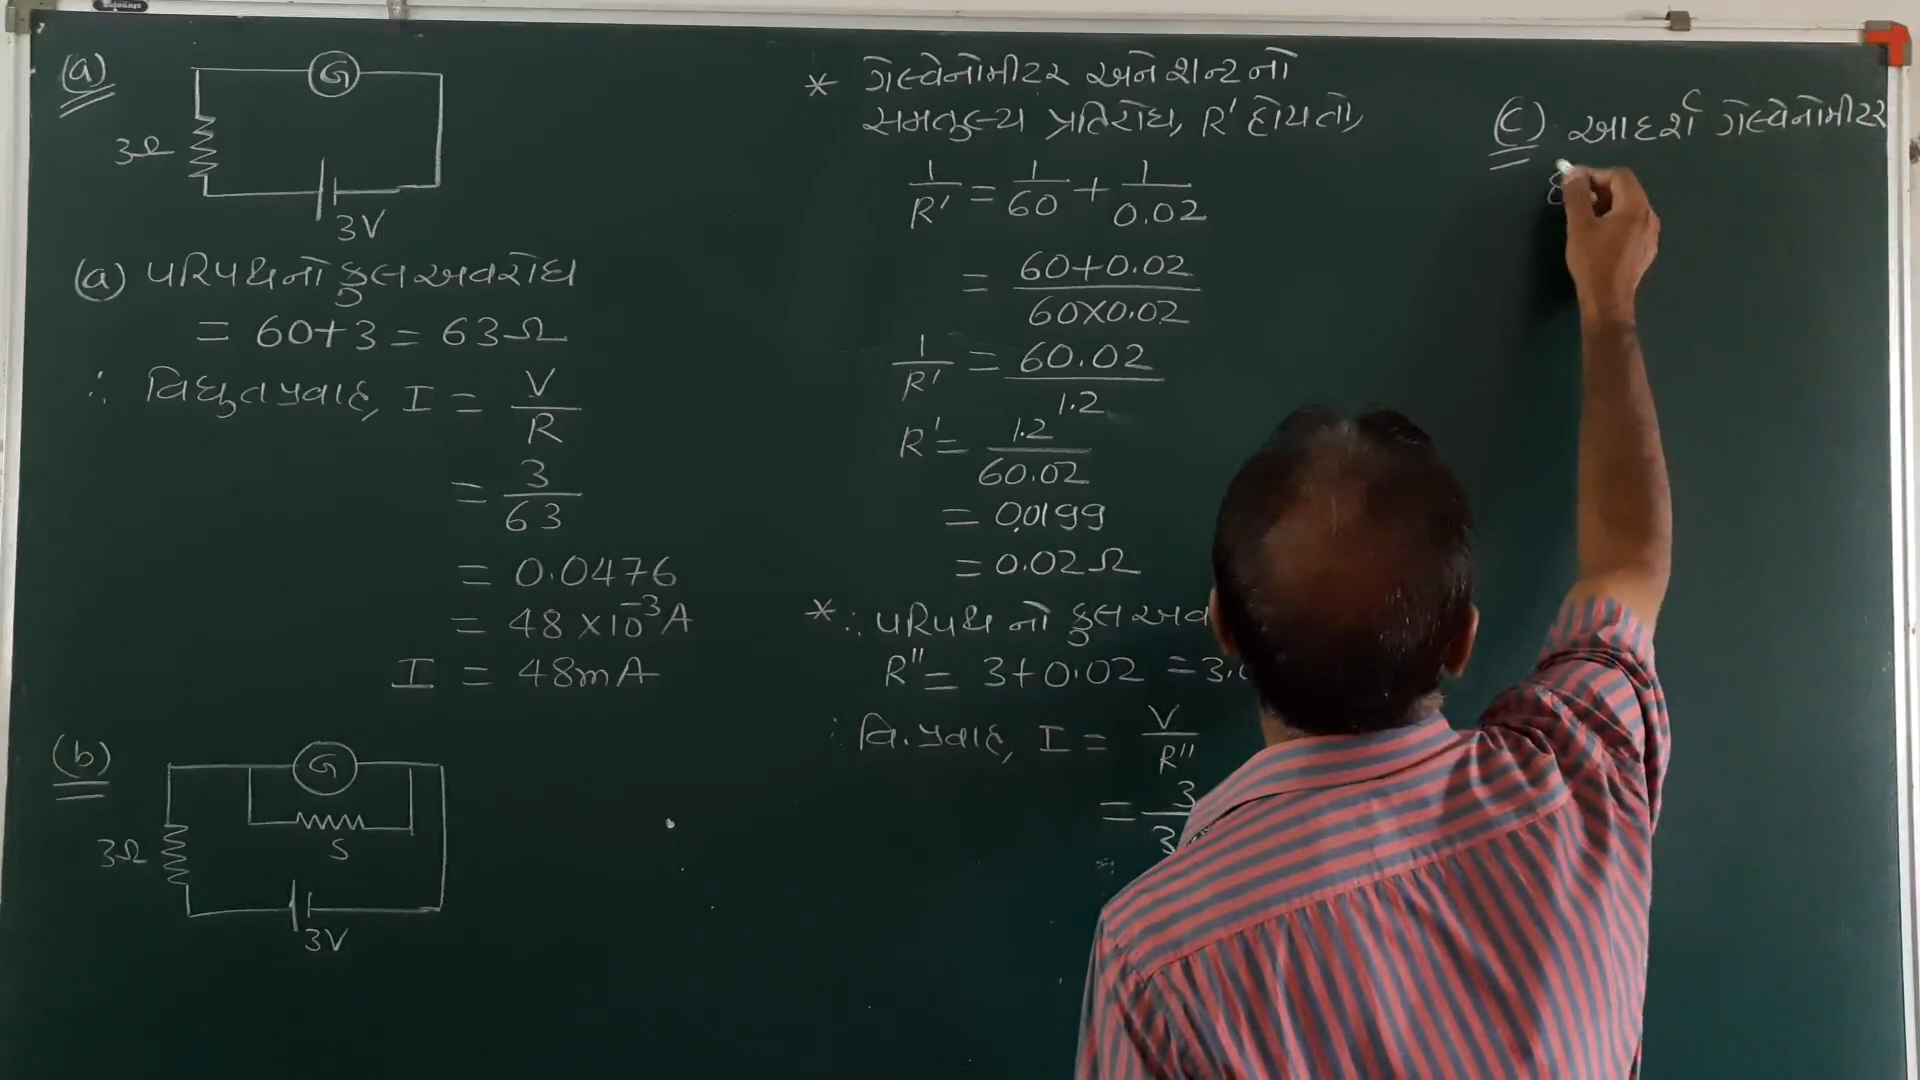 (a)
G
3Ω
3V
(a) પરિપથનો કુલ અવરોધ
= 60+3 = 63Ω
∴ વિદ્યુતપ્રવાહ, I = V/R
= 3/63
= 0.0476
= 48 ×10⁻³A
I = 48mA
(b)
G
S
3Ω
3V
* ગેલ્વેનોમીટર અને શન્ટનો
સમતુલ્ય પ્રતિરોધ, R' હોય તો,
1/R' = 1/60 + 1/0.02
= 60+0.02/60×0.02
1/R' = 60.02/1.2
R' = 1.2/60.02
= 0.0199
= 0.02Ω
* ∴ પરિપથ નો કુલ અવ
R" = 3+0.02 = 3.0
∴ વિ.પ્રવાહ, I = V/R"
= 3/3
(c) આદર્શ ગેલ્વેનોમીટર